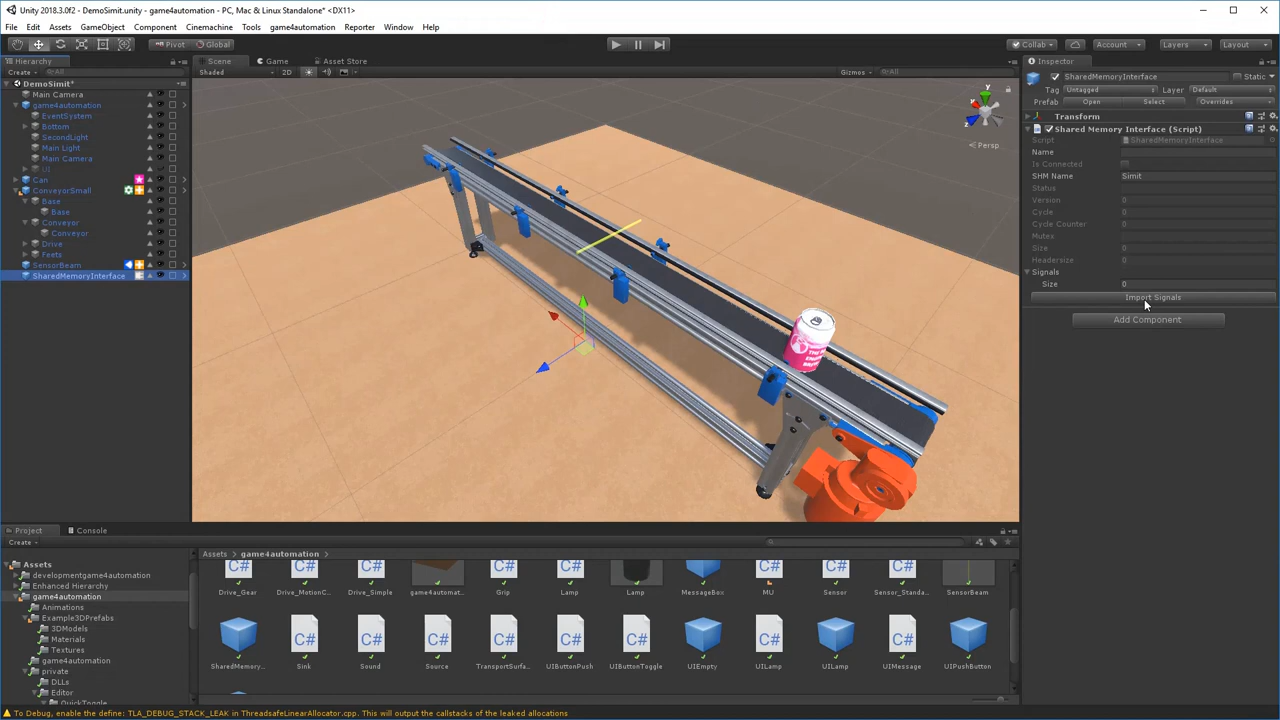 Unity 2018.3.0f2 - DemoSimit.unity - game4automation - PC, Mac & Linux Standalone* <DX11>
File Edit Assets GameObject Component Cinemachine Tools game4automation Reporter Window Help
Pivot Global Collab Account Layers Layout
Hierarchy
Create All
DemoSimit*
Main Camera
game4automation
EventSystem
Bottom
SecondLight
Main Light
Main Camera
UI
Can
ConveyorSmall
Base
Base
Conveyor
Conveyor
Drive
Feets
SensorBeam
SharedMemoryInterface
Scene Game Asset Store
Shaded 2D Gizmos All
y
x
z
Persp
Inspector
SharedMemoryInterface Static
Tag Untagged Layer Default
Prefab Open Select Overrides
Transform
Shared Memory Interface (Script)
Script SharedMemoryInterface
Name
Is Connected
SHM Name Simit
Status
Version 0
Cycle 0
Cycle Counter 0
Mutex
Size 0
Headersize 0
Signals
Size 0
Import Signals
Add Component
Project Console
Create
Assets
developmentgame4automation
Enhanced Hierarchy
game4automation
Animations
Example3DPrefabs
3DModels
Materials
Textures
game4automation
private
DLLs
Editor
QuickToggle
Assets game4automation
C# C# C# C# C# C# C# C#
Drive_Gear Drive_MotionC... Drive_Simple game4automat... Grip Lamp Lamp MessageBox MU Sensor Sensor_Standa... SensorBeam
C# C# C# C# C# C# C# C#
SharedMemory... Sink Sound Source TransportSurfa... UIButtonPush UIButtonToggle UIEmpty UILamp UILamp UIMessage UIPushButton
To Debug, enable the define: TLA_DEBUG_STACK_LEAK in ThreadsafeLinearAllocator.cpp. This will output the callstacks of the leaked allocations